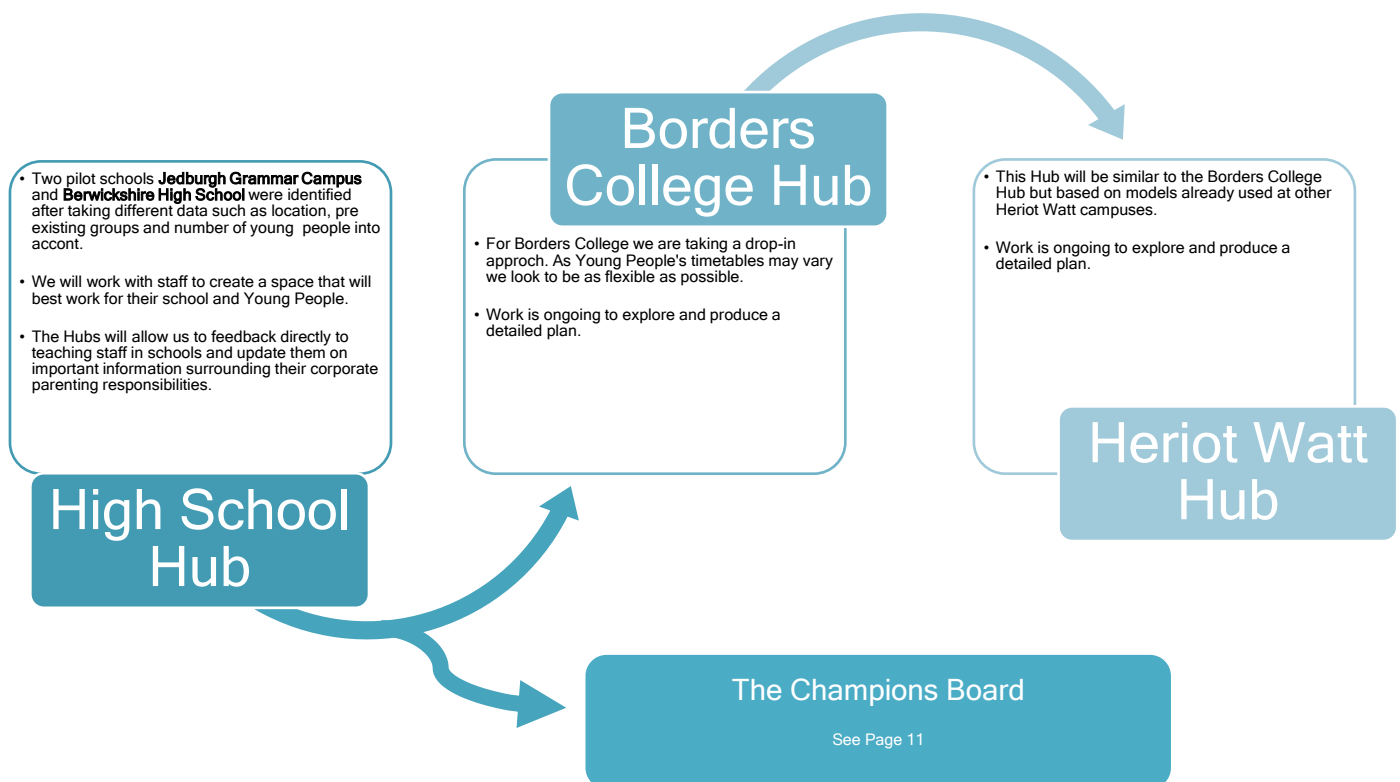 • Two pilot schools Jedburgh Grammar Campus
and Berwickshire High School were identified
after taking different data such as location, pre
existing groups and number of young people into
accont.
• We will work with staff to create a space that will
best work for their school and Young People.
• The Hubs will allow us to feedback directly to
teaching staff in schools and update them on
important information surrounding their corporate
parenting responsibilities.
High School
Hub
Borders
College Hub
• For Borders College we are taking a drop-in
approch. As Young People's timetables may vary
we look to be as flexible as possible.
• Work is ongoing to explore and produce a
detailed plan.
• This Hub will be similar to the Borders College
Hub but based on models already used at other
Heriot Watt campuses.
• Work is ongoing to explore and produce a
detailed plan.
Heriot Watt
Hub
The Champions Board
See Page 11